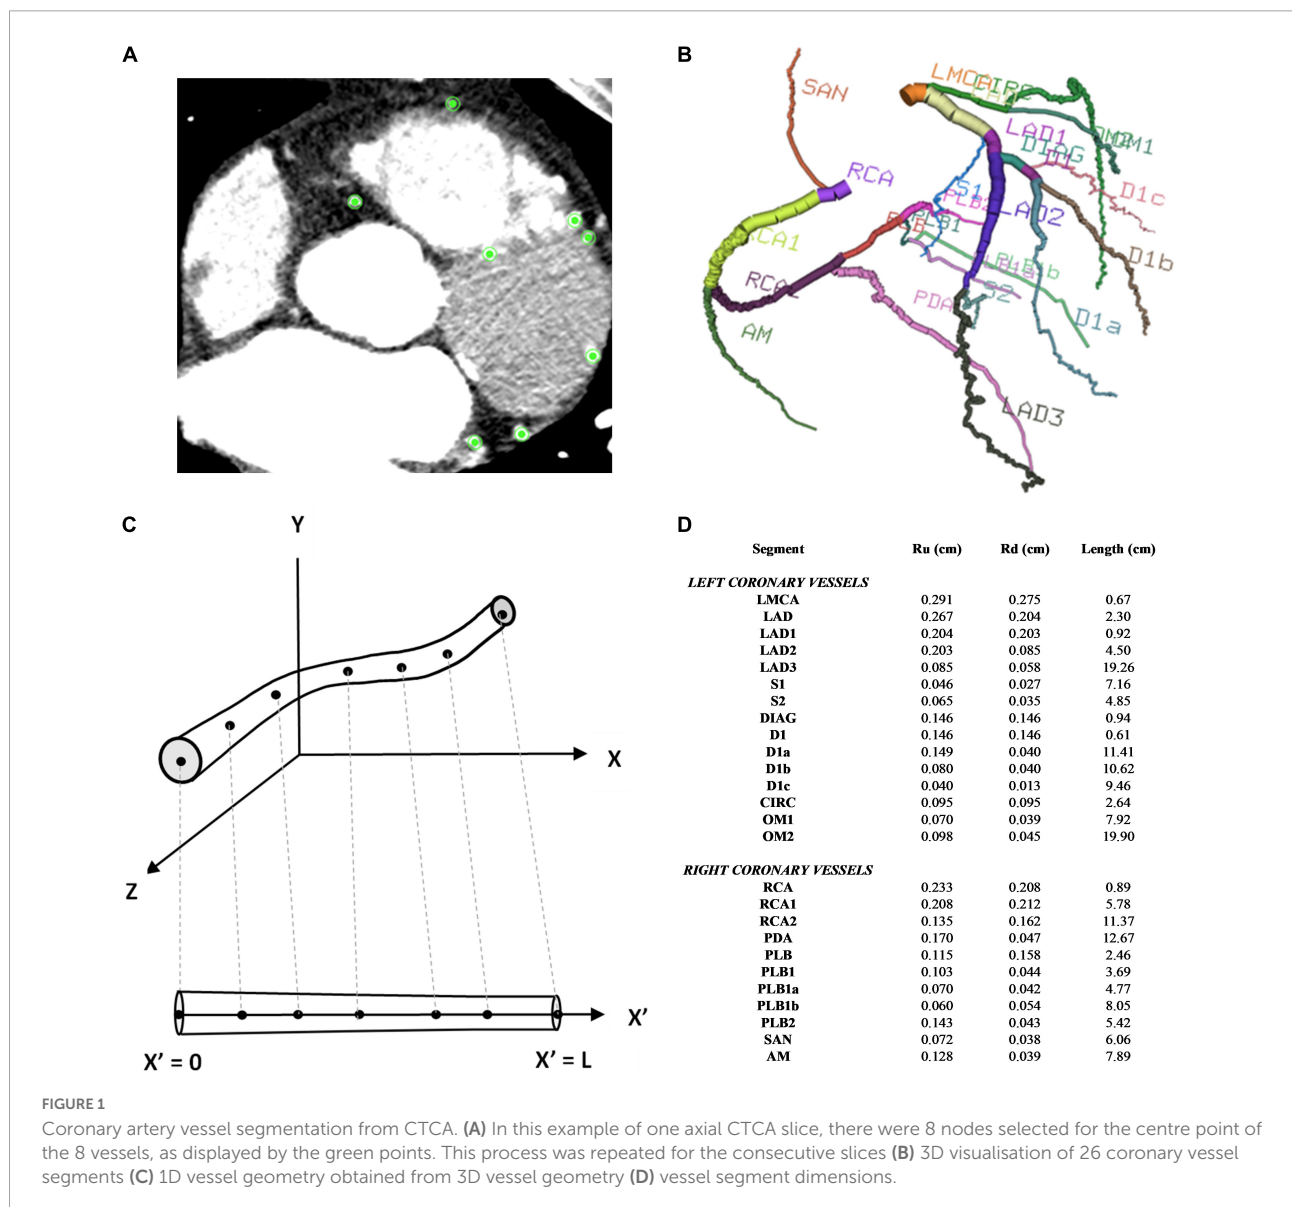 A
B
SAN
LMCA
CIRC
LAD1
DIAG
D1
OM1
RCA
S1
PLB2
LAD2
D1c
PLB1
RCA1
PLB1b
D1b
RCA2
S2
PDA
D1a
AM
LAD3
C
Y
X
Z
X'
X' = 0
X' = L
D
Segment Ru (cm) Rd (cm) Length (cm)
LEFT CORONARY VESSELS
LMCA 0.291 0.275 0.67
LAD 0.267 0.204 2.30
LAD1 0.204 0.203 0.92
LAD2 0.203 0.085 4.50
LAD3 0.085 0.058 19.26
S1 0.046 0.027 7.16
S2 0.065 0.035 4.85
DIAG 0.146 0.146 0.94
D1 0.146 0.146 0.61
D1a 0.149 0.040 11.41
D1b 0.080 0.040 10.62
D1c 0.040 0.013 9.46
CIRC 0.095 0.095 2.64
OM1 0.070 0.039 7.92
OM2 0.098 0.045 19.90
RIGHT CORONARY VESSELS
RCA 0.233 0.208 0.89
RCA1 0.208 0.212 5.78
RCA2 0.135 0.162 11.37
PDA 0.170 0.047 12.67
PLB 0.115 0.158 2.46
PLB1 0.103 0.044 3.69
PLB1a 0.070 0.042 4.77
PLB1b 0.060 0.054 8.05
PLB2 0.143 0.043 5.42
SAN 0.072 0.038 6.06
AM 0.128 0.039 7.89
FIGURE 1
Coronary artery vessel segmentation from CTCA. (A) In this example of one axial CTCA slice, there were 8 nodes selected for the centre point of
the 8 vessels, as displayed by the green points. This process was repeated for the consecutive slices (B) 3D visualisation of 26 coronary vessel
segments (C) 1D vessel geometry obtained from 3D vessel geometry (D) vessel segment dimensions.